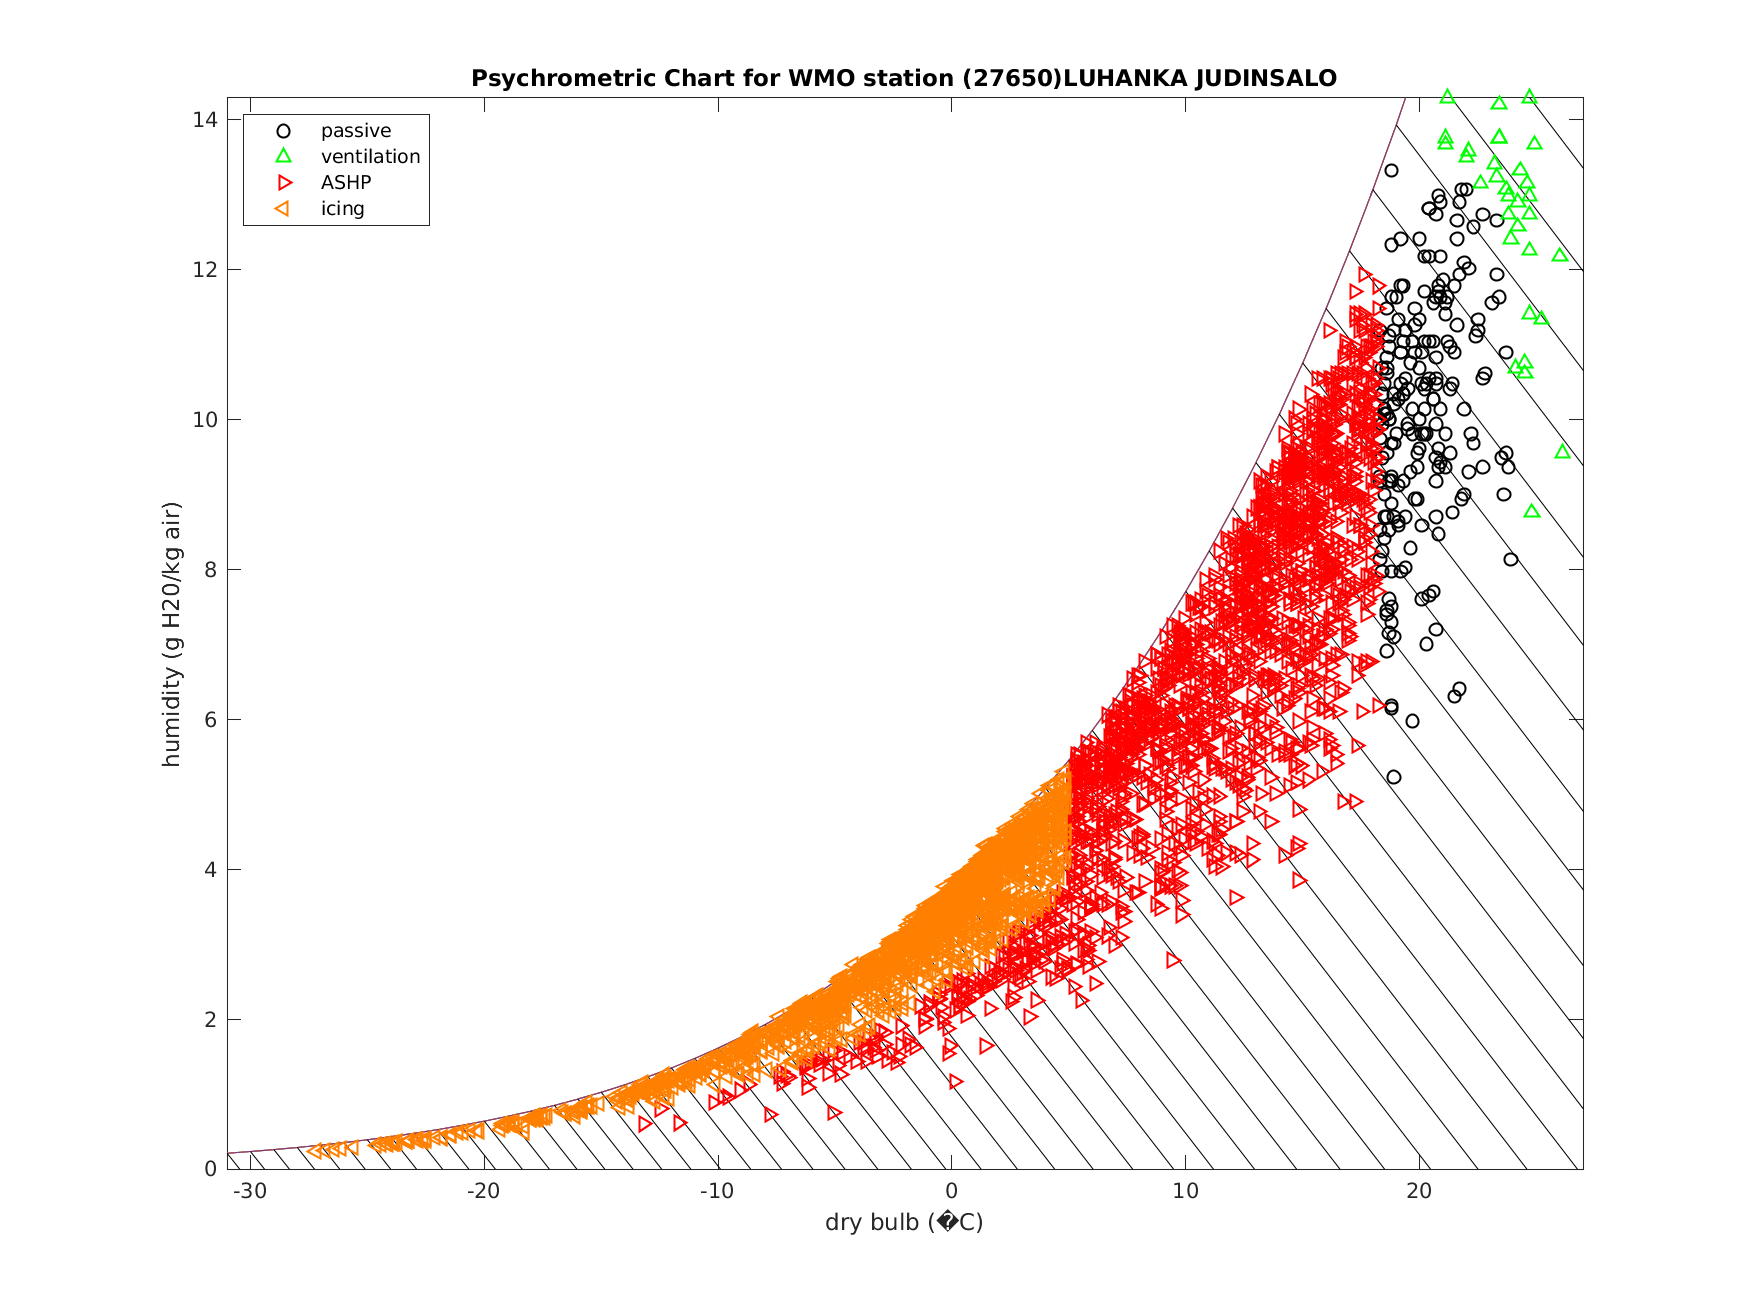 Psychrometric Chart for WMO station (27650)LUHANKA JUDINSALO
passive
ventilation
ASHP
icing
14
12
10
8
6
4
2
0
humidity (g H20/kg air)
-30 -20 -10 0 10 20
dry bulb (�C)